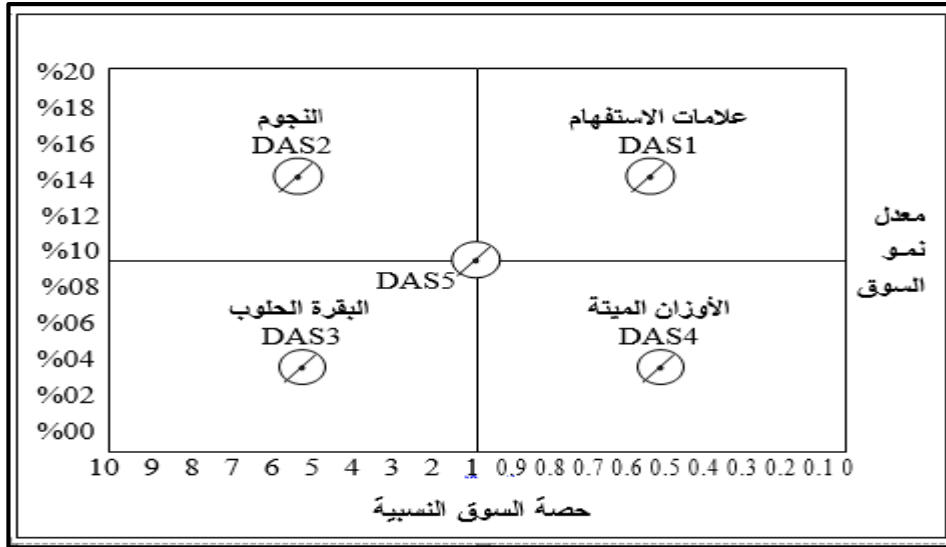 %20
%18
%16
%14
%12
%10
%08
%06
%04
%02
%00
النجوم
DAS2
علامات الاستفهام
DAS1
DAS5
البقرة الحلوب
DAS3
الأوزان الميتة
DAS4
معدل
نمو
السوق
10 9 8 7 6 5 4 3 2 1 0.9 0.8 0.7 0.6 0.5 0.4 0.3 0.2 0.1 0
حصة السوق النسبية